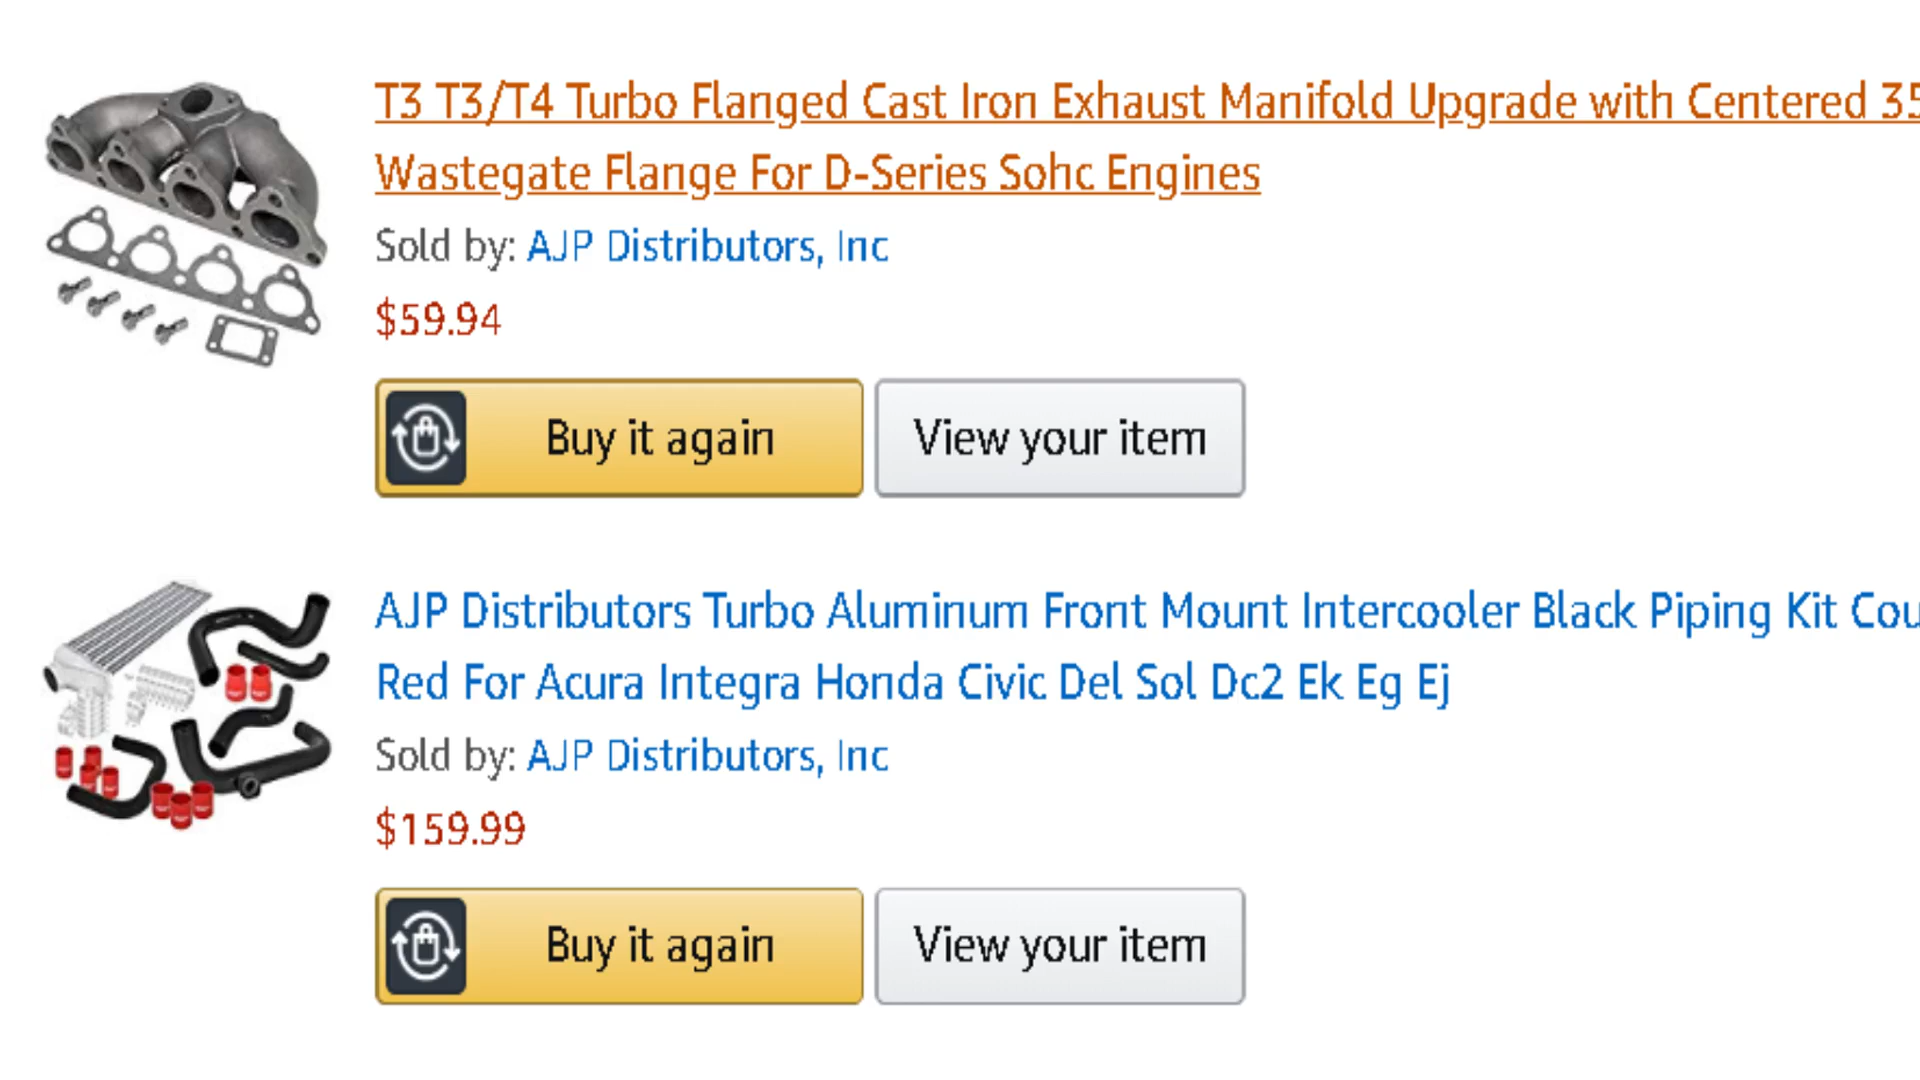 T3 T3/T4 Turbo Flanged Cast Iron Exhaust Manifold Upgrade with Centered 35
Wastegate Flange For D-Series Sohc Engines
Sold by: AJP Distributors, Inc
$59.94
Buy it again
View your item
AJP Distributors Turbo Aluminum Front Mount Intercooler Black Piping Kit Cou
Red For Acura Integra Honda Civic Del Sol Dc2 Ek Eg Ej
Sold by: AJP Distributors, Inc
$159.99
Buy it again
View your item